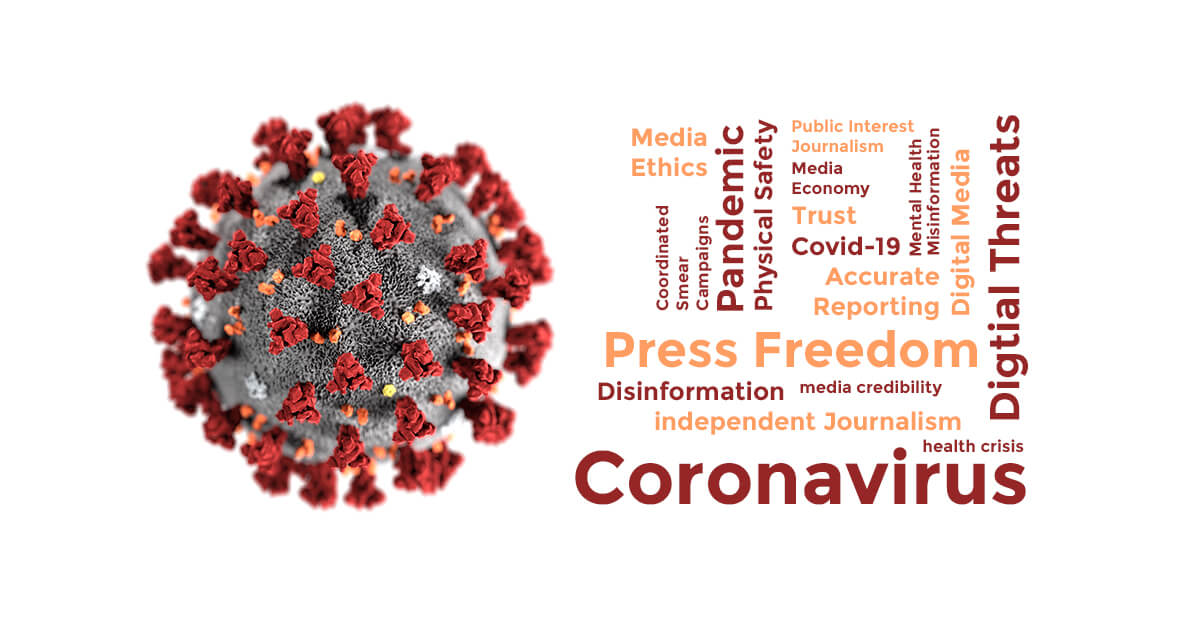 Media
Ethics
Coordinated
Smear
Campaigns
Pandemic
Physical Safety
Public Interest
Journalism
Media
Economy
Trust
Covid-19
Mental Health
Misinformation
Accurate
Reporting
Digital Media
Digtial Threats
Press Freedom
Disinformation
media credibility
independent Journalism
health crisis
Coronavirus